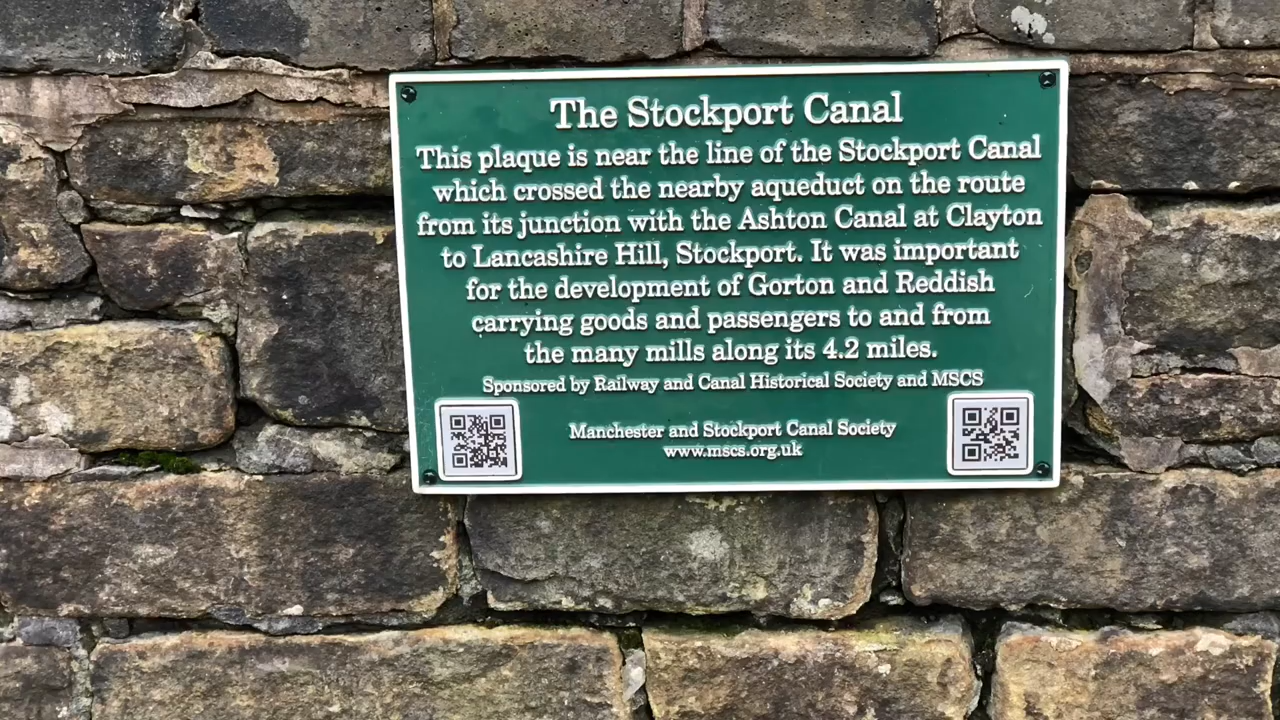 The Stockport Canal
This plaque is near the line of the Stockport Canal
which crossed the nearby aqueduct on the route
from its junction with the Ashton Canal at Clayton
to Lancashire Hill, Stockport. It was important
for the development of Gorton and Reddish
carrying goods and passengers to and from
the many mills along its 4.2 miles.
Sponsored by Railway and Canal Historical Society and MSCS
Manchester and Stockport Canal Society
www.mscs.org.uk